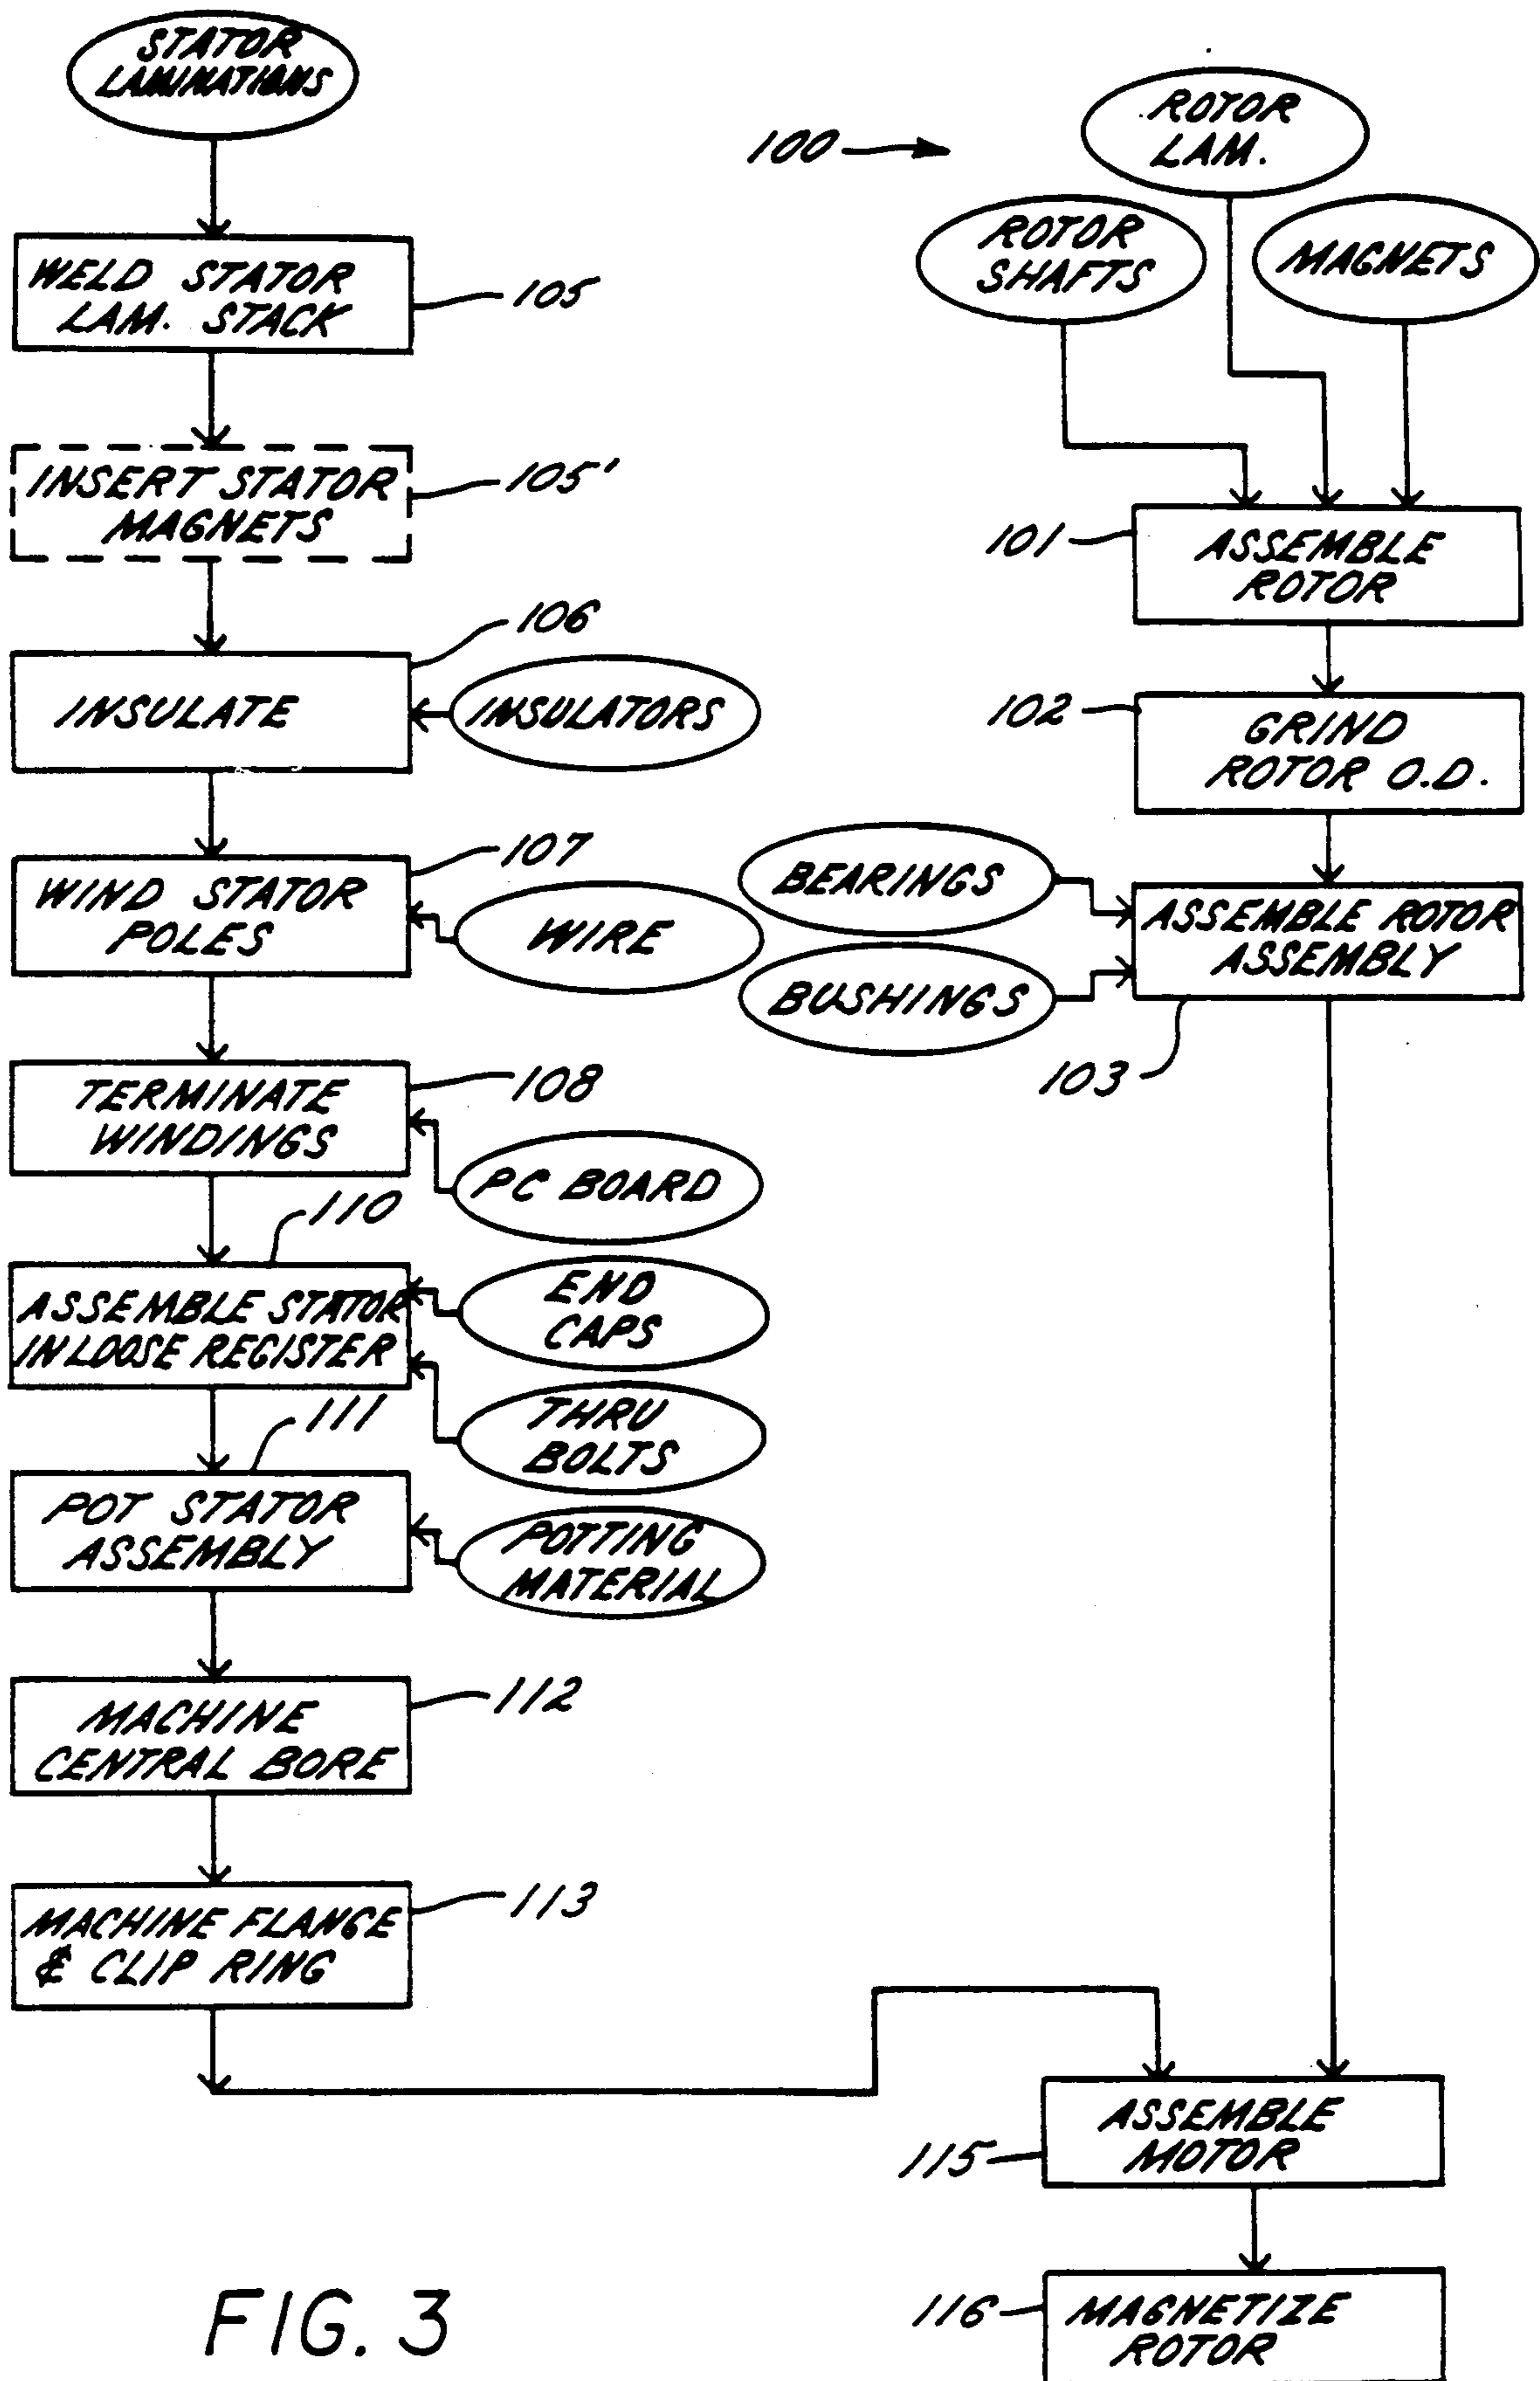 STATOR
LAMINATIONS
WELD STATOR
LAM. STACK
105
INSERT STATOR
MAGNETS
105'
INSULATE
106
INSULATORS
WIND STATOR
POLES
107
WIRE
TERMINATE
WINDINGS
108
PC BOARD
110
ASSEMBLE STATOR
IN LOOSE REGISTER
END
CAPS
THRU
BOLTS
111
POT STATOR
ASSEMBLY
POTTING
MATERIAL
MACHINE
CENTRAL BORE
112
MACHINE FLANGE
& CLIP RING
113
100
ROTOR
LAM.
ROTOR
SHAFTS
MAGNETS
101
ASSEMBLE
ROTOR
102
GRIND
ROTOR O.D.
BEARINGS
BUSHINGS
ASSEMBLE ROTOR
ASSEMBLY
103
115
ASSEMBLE
MOTOR
116
MAGNETIZE
ROTOR
FIG. 3